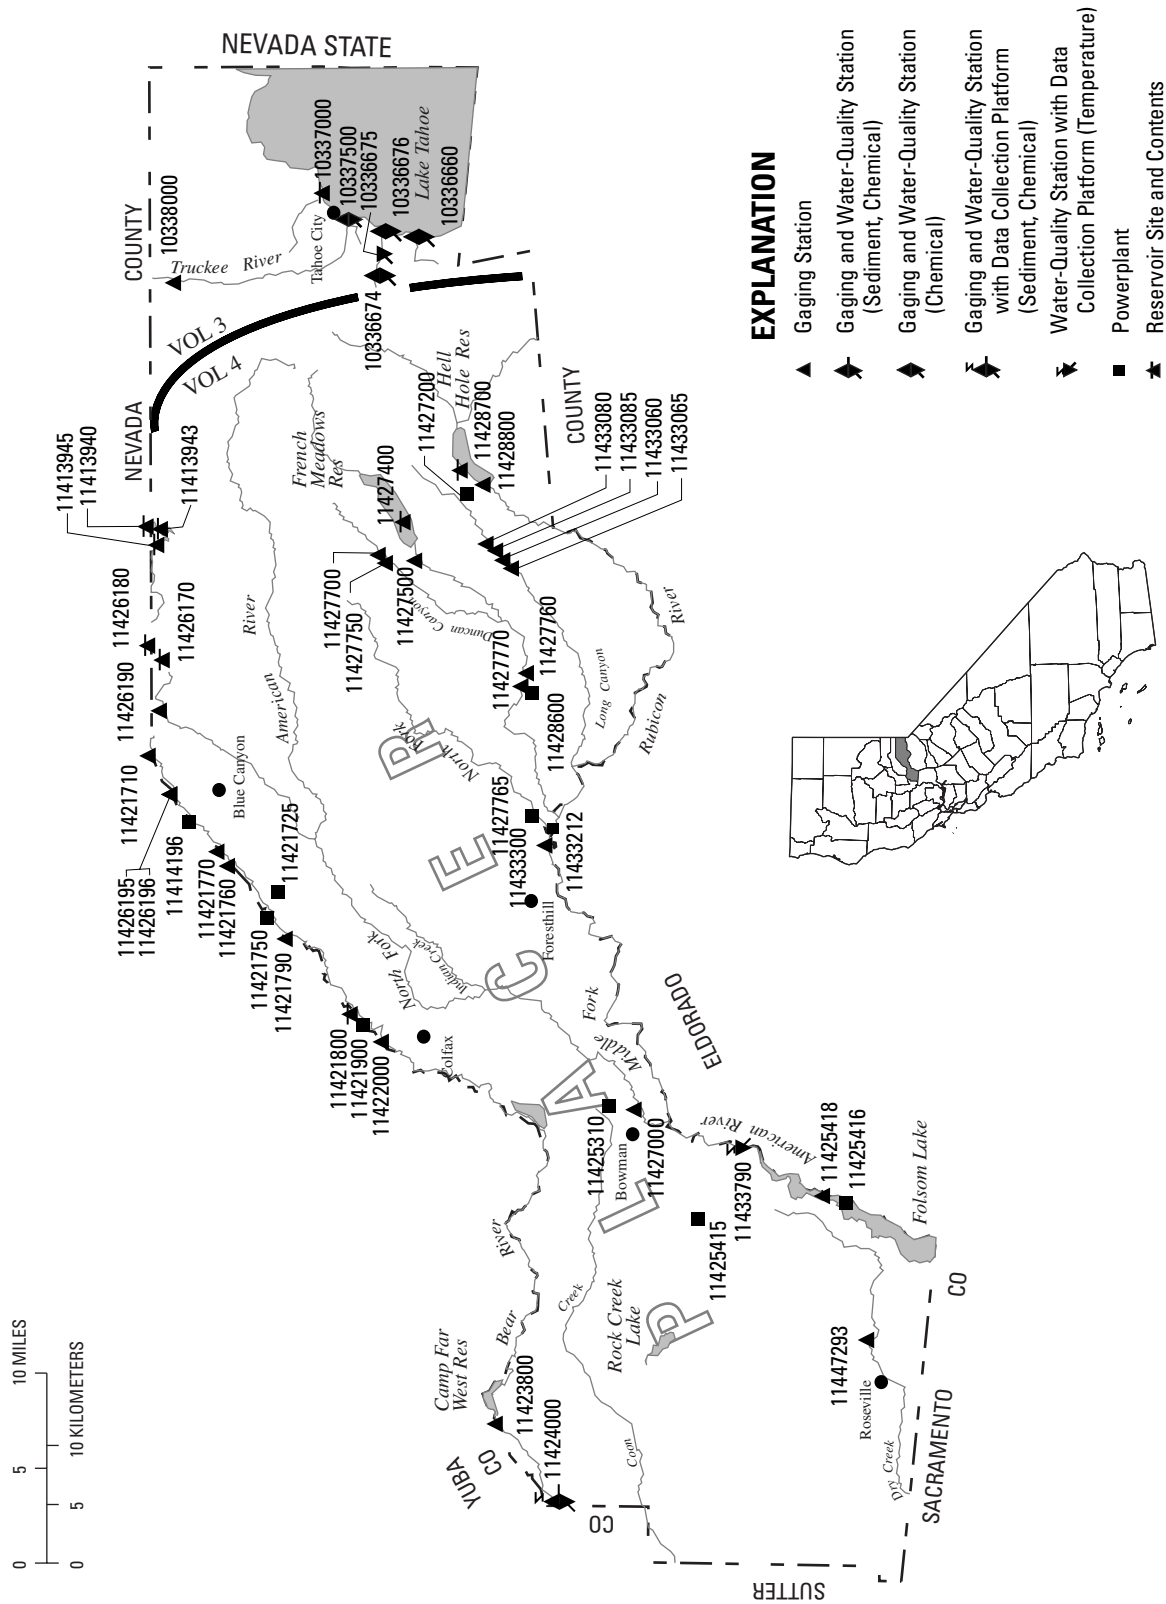 0 5 10 MILES
0 5 10 KILOMETERS
NEVADA COUNTY
NEVADA STATE
VOL 3
VOL 4
Truckee River
10338000
Tahoe City
10337000
10337500
10336675
10336676
Lake Tahoe
10336660
10336674
11413945
11413940
11413943
11426180
11426170
11426190
11421710
11426195
11426196
11414196
11421770
11421760
11421750
11421790
11421725
11421800
11421900
11422000
Blue Canyon
Colfax
American River
North Fork
Indian Creek
French
Meadows
Res
11427400
11427200
Hell
Hole Res
11428700
11428800
COUNTY
11433080
11433085
11433060
11433065
11427700
11427750
11427500
Duncan Canyon
11427770
11427760
11428600
Long Canyon
Rubicon River
North Fork
11427765
11433300
11433212
Foresthill
PLACER
Middle Fork
ELDORADO
11425310
Bowman
11427000
American River
11433790
11425415
11425418
11425416
Folsom Lake
Bear River
Camp Far
West Res
11423800
11424000
YUBA
CO
CO
SUTTER
Coon Creek
Rock Creek
Lake
11447293
Roseville
Dry Creek
SACRAMENTO CO
EXPLANATION
Gaging Station
Gaging and Water-Quality Station
(Sediment, Chemical)
Gaging and Water-Quality Station
(Chemical)
Gaging and Water-Quality Station
with Data Collection Platform
(Sediment, Chemical)
Water-Quality Station with Data
Collection Platform (Temperature)
Powerplant
Reservoir Site and Contents